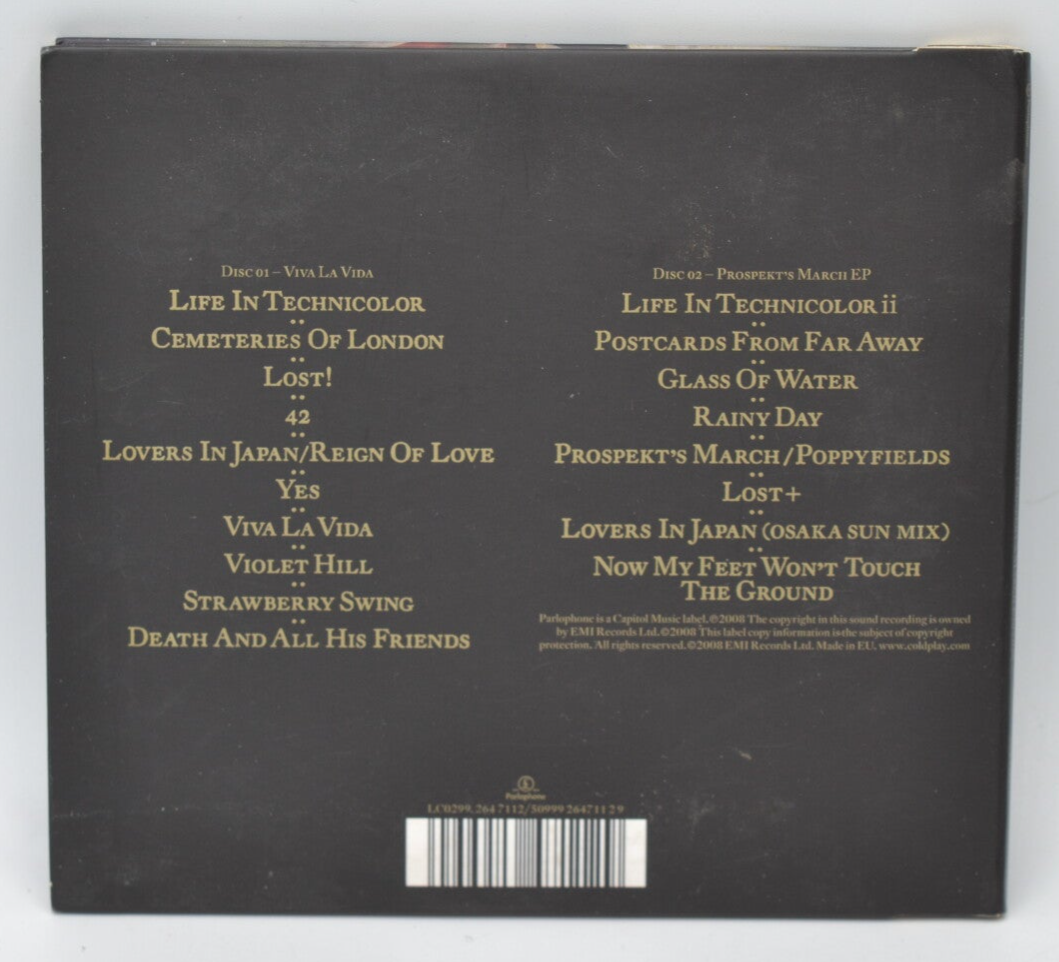 Disc 01 – Viva La Vida
Life In Technicolor
Cemeteries Of London
Lost!
42
Lovers In Japan/Reign Of Love
Yes
Viva La Vida
Violet Hill
Strawberry Swing
Death And All His Friends
Disc 02 – Prospekt's March EP
Life In Technicolor ii
Postcards From Far Away
Glass Of Water
Rainy Day
Prospekt's March/Poppyfields
Lost+
Lovers In Japan (osaka sun mix)
Now My Feet Won't Touch
The Ground
Parlophone is a Capitol Music label. ℗2008 The copyright in this sound recording is owned
by EMI Records Ltd. ©2008 This label copy information is the subject of copyright
protection. All rights reserved. ©2008 EMI Records Ltd. Made in EU. www.coldplay.com
Parlophone
LC0299. 264 7112/50999 2647112 9